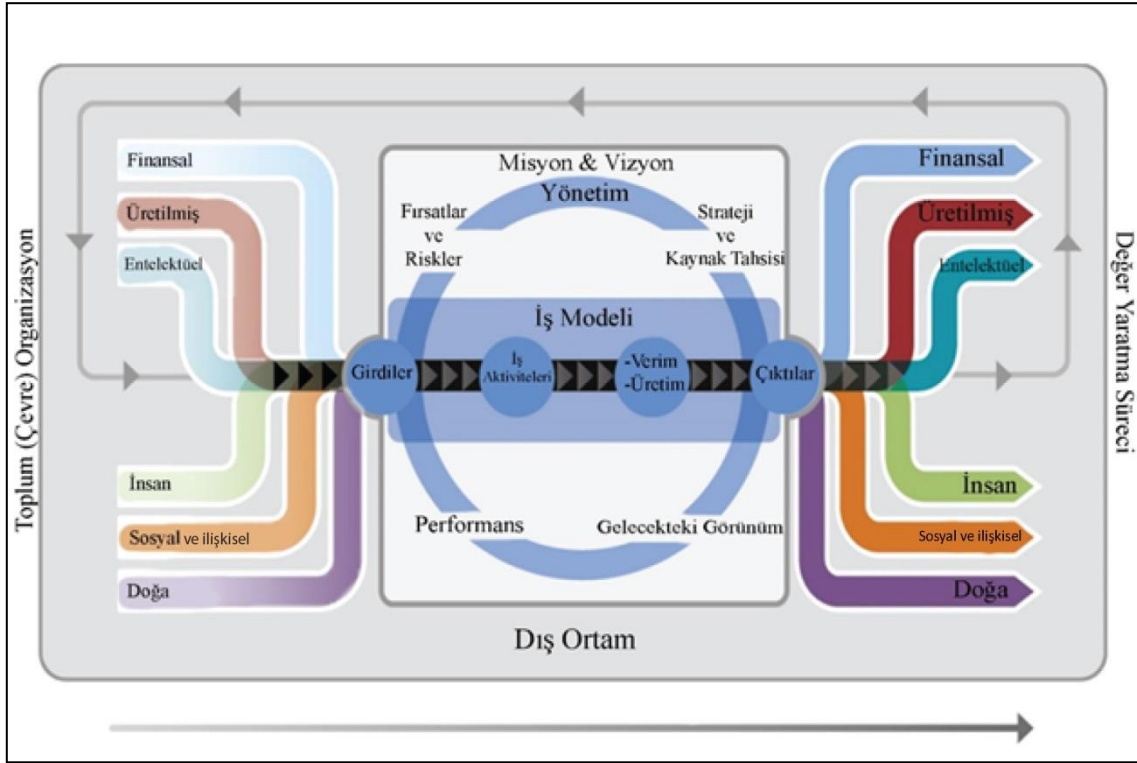 Toplum (Çevre) Organizasyon
Finansal
Üretilmiş
Entelektüel
İnsan
Sosyal ve ilişkisel
Doğa
Misyon & Vizyon
Yönetim
Fırsatlar
ve
Riskler
Strateji
ve
Kaynak Tahsisi
İş Modeli
Girdiler
İş
Aktiviteleri
-Verim
-Üretim
Çıktılar
Performans
Gelecekteki Görünüm
Dış Ortam
Finansal
Üretilmiş
Entelektüel
İnsan
Sosyal ve ilişkisel
Doğa
Değer Yaratma Süreci